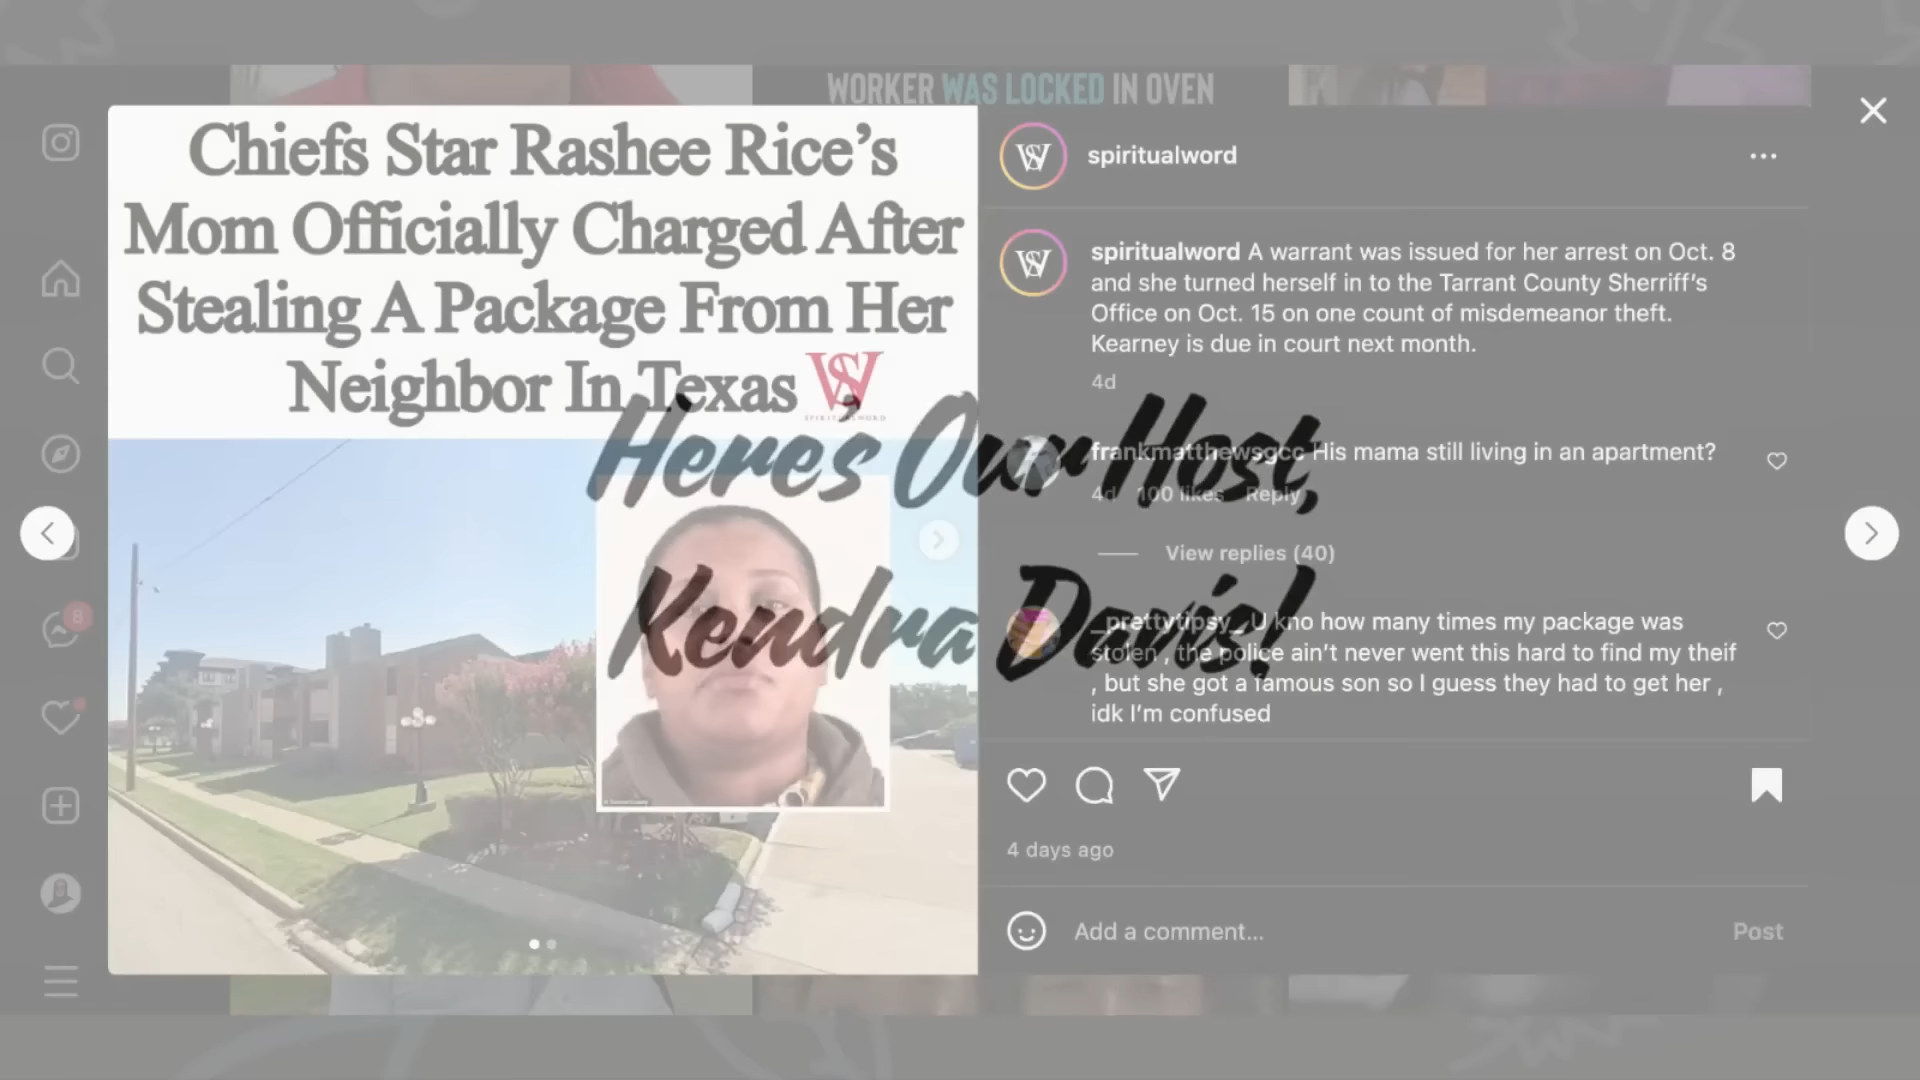 WORKER WAS LOCKED IN OVEN
Chiefs Star Rashee Rice's
Mom Officially Charged After
Stealing A Package From Her
Neighbor In Texas
SPIRITUALWORD
spiritualword
spiritualword A warrant was issued for her arrest on Oct. 8
and she turned herself in to the Tarrant County Sherriff's
Office on Oct. 15 on one count of misdemeanor theft.
Kearney is due in court next month.
4d
frankmatthewsgcc His mama still living in an apartment?
4d 100 likes Reply
View replies (40)
_prettytipsy_ U kno how many times my package was
stolen , the police ain't never went this hard to find my theif
, but she got a famous son so I guess they had to get her ,
idk I'm confused
4 days ago
Add a comment... Post
8
Here's Our Host,
Kendra Davis!